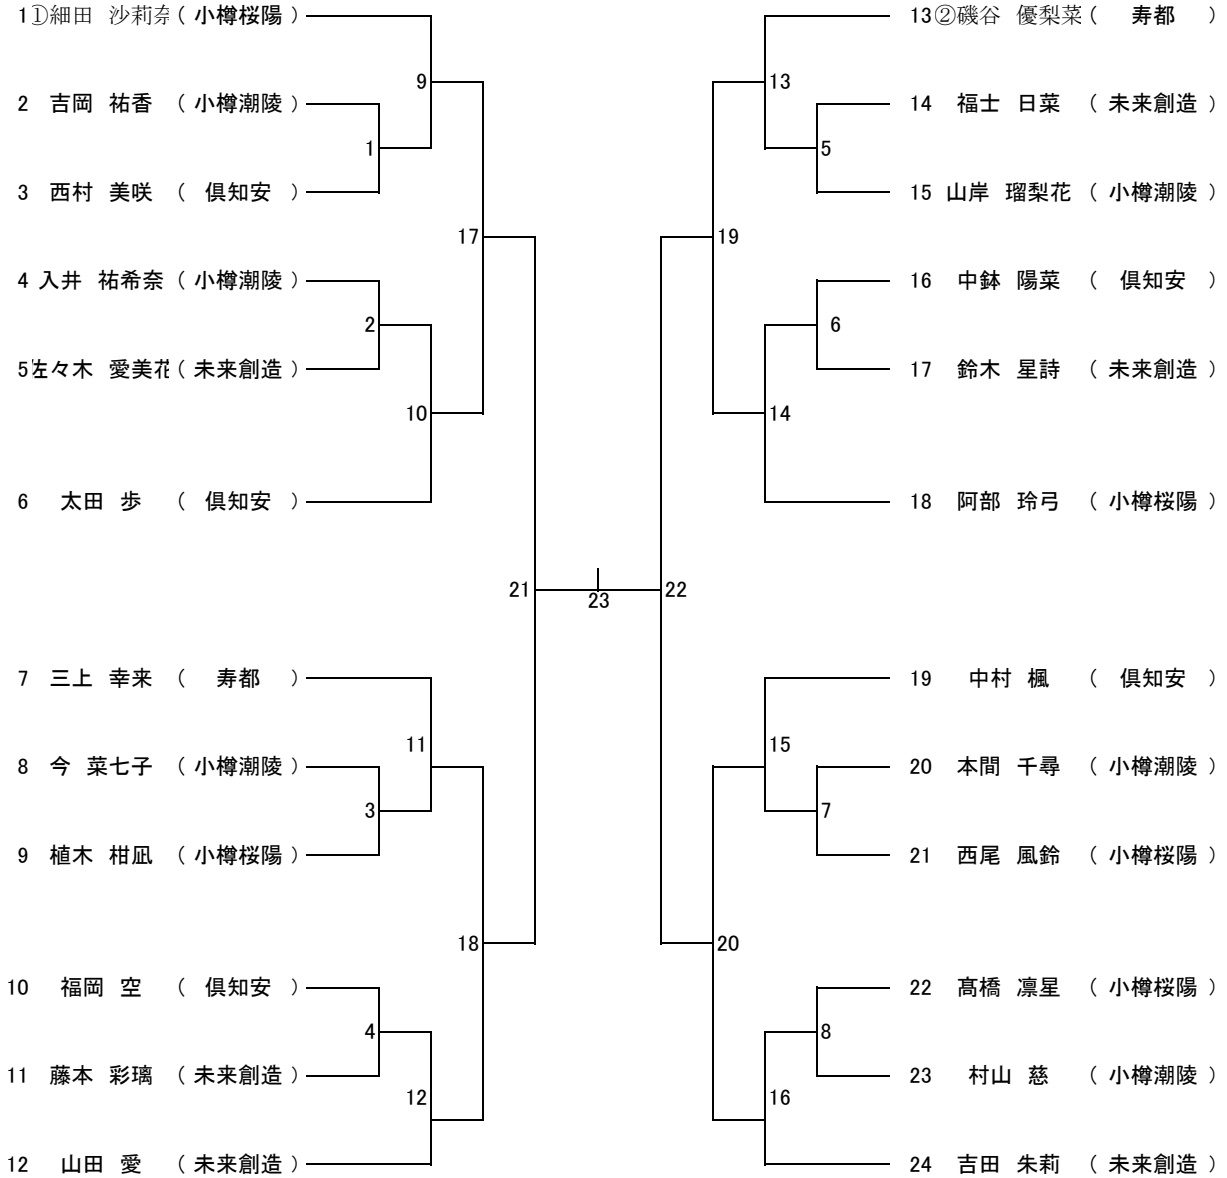 1 ①細田 沙莉奈 ( 小樽桜陽 )
9
2 吉岡 祐香 ( 小樽潮陵 )
1
3 西村 美咲 ( 倶知安 )
17
4 入井 祐希奈 ( 小樽潮陵 )
2
5 佐々木 愛美花 ( 未来創造 )
10
6 太田 歩 ( 倶知安 )
21
7 三上 幸来 ( 寿都 )
11
8 今 菜七子 ( 小樽潮陵 )
3
9 植木 柑凪 ( 小樽桜陽 )
18
10 福岡 空 ( 倶知安 )
4
11 藤本 彩璃 ( 未来創造 )
12
12 山田 愛 ( 未来創造 )
23
13 ②磯谷 優梨菜 ( 寿都 )
13
14 福士 日菜 ( 未来創造 )
5
15 山岸 瑠梨花 ( 小樽潮陵 )
19
16 中鉢 陽菜 ( 倶知安 )
6
17 鈴木 星詩 ( 未来創造 )
14
18 阿部 玲弓 ( 小樽桜陽 )
22
19 中村 楓 ( 倶知安 )
15
20 本間 千尋 ( 小樽潮陵 )
7
21 西尾 風鈴 ( 小樽桜陽 )
20
22 髙橋 凛星 ( 小樽桜陽 )
8
23 村山 慈 ( 小樽潮陵 )
16
24 吉田 朱莉 ( 未来創造 )